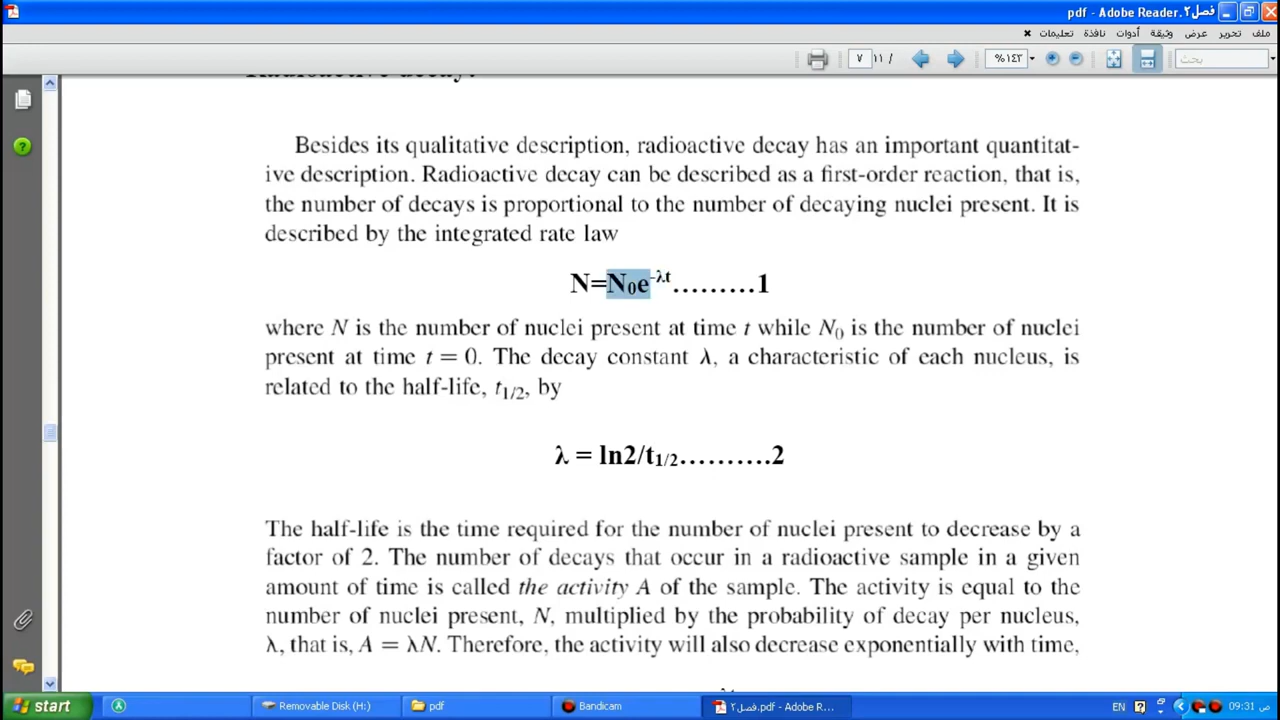 فصل٢.pdf - Adobe Reader
ملف تحرير عرض وثيقة أدوات نافذة تعليمات
٧ / ١١ %١٤٣ بحث
Radioactive decay:
Besides its qualitative description, radioactive decay has an important quantitat-
ive description. Radioactive decay can be described as a first-order reaction, that is,
the number of decays is proportional to the number of decaying nuclei present. It is
described by the integrated rate law
N=N₀e^-λt.........1
where N is the number of nuclei present at time t while N₀ is the number of nuclei
present at time t = 0. The decay constant λ, a characteristic of each nucleus, is
related to the half-life, t1/2, by
λ = ln2/t1/2..........2
The half-life is the time required for the number of nuclei present to decrease by a
factor of 2. The number of decays that occur in a radioactive sample in a given
amount of time is called the activity A of the sample. The activity is equal to the
number of nuclei present, N, multiplied by the probability of decay per nucleus,
λ, that is, A = λN. Therefore, the activity will also decrease exponentially with time,
start Removable Disk (H:) pdf Bandicam فصل٢.pdf - Adobe R... EN 09:31 ص